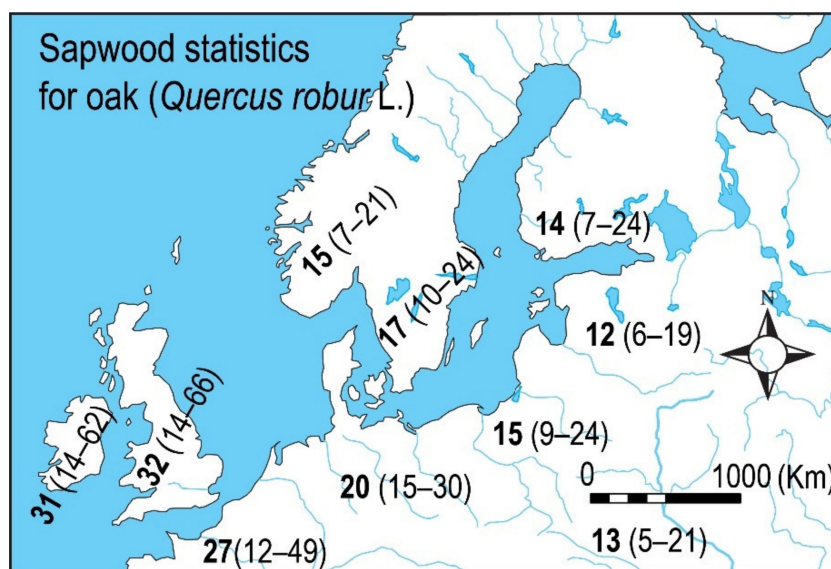 Sapwood statistics
for oak (Quercus robur L.)
15 (7–21)
14 (7–24)
17 (10–24)
N
12 (6–19)
31 (14–62)
32 (14–66)
15 (9–24)
20 (15–30)
0 1000 (Km)
27(12–49)
13 (5–21)